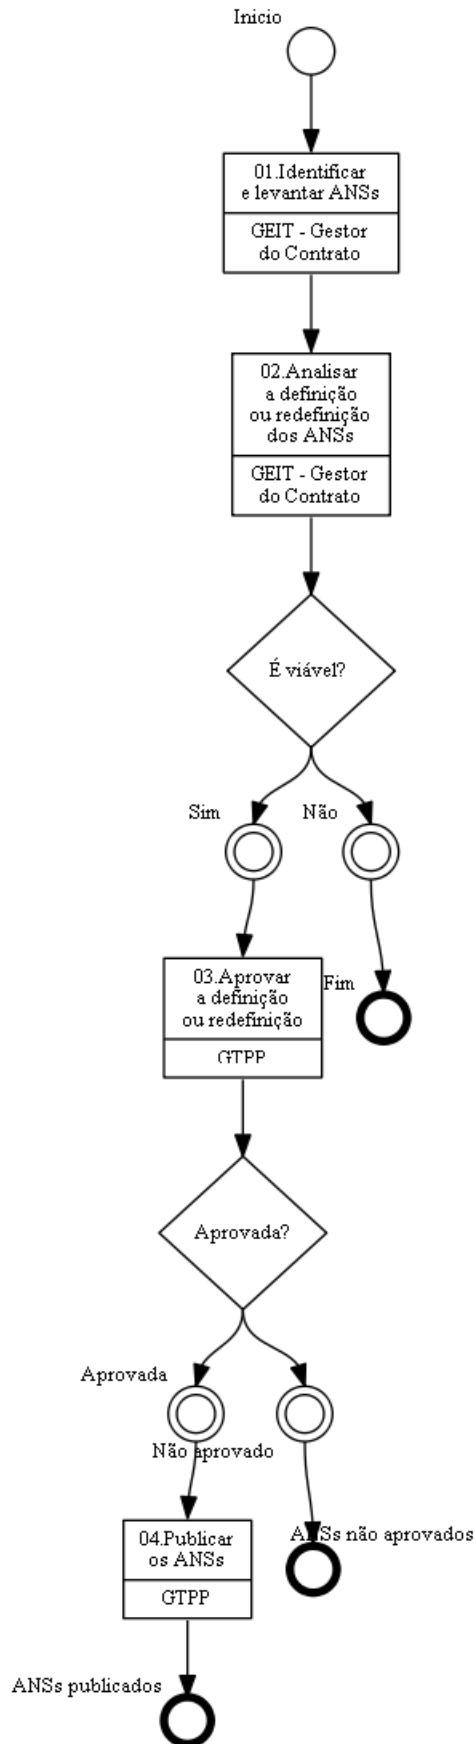 Inicio
01.Identificar
e levantar ANSs
GEIT - Gestor
do Contrato
02.Analisar
a definição
ou redefinição
dos ANSs
GEIT - Gestor
do Contrato
É viável?
Sim
Não
03.Aprovar
a definição
ou redefinição
GTPP
Fim
Aprovada?
Aprovada
Não aprovado
04.Publicar
os ANSs
GTPP
ANSs não aprovados
ANSs publicados